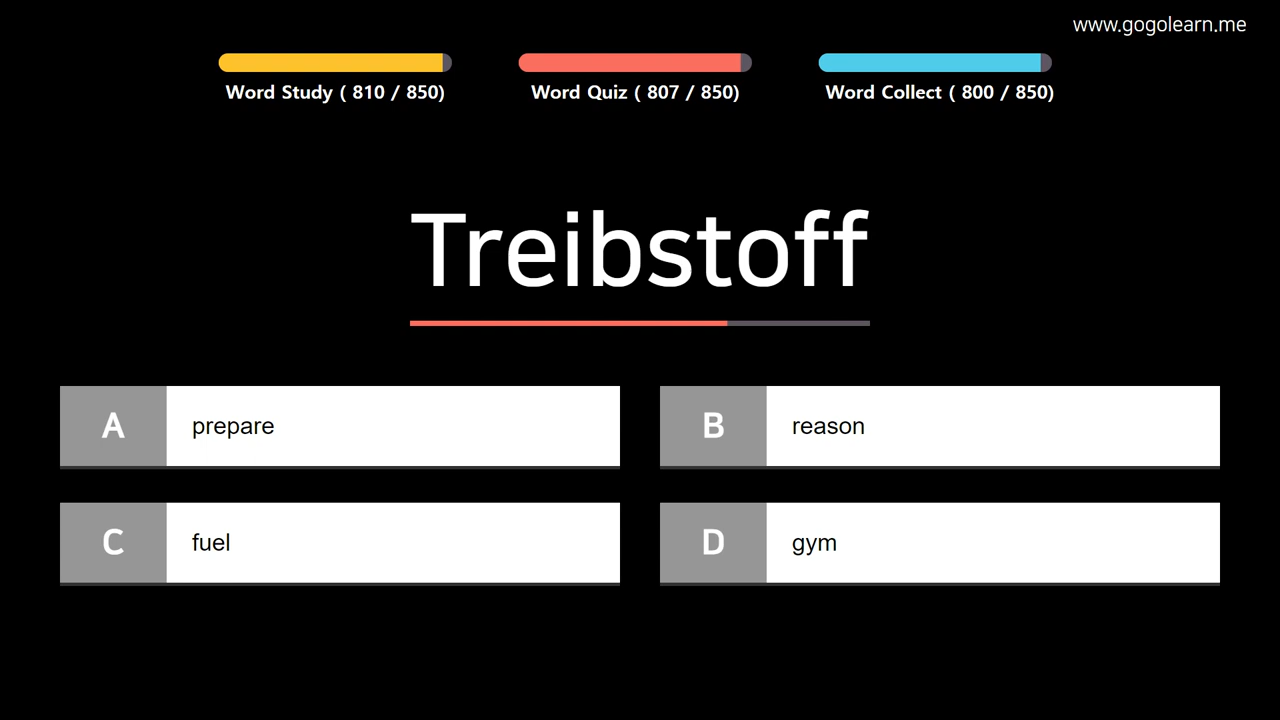 www.gogolearn.me
Word Study ( 810 / 850)
Word Quiz ( 807 / 850)
Word Collect ( 800 / 850)
Treibstoff
A prepare
B reason
C fuel
D gym